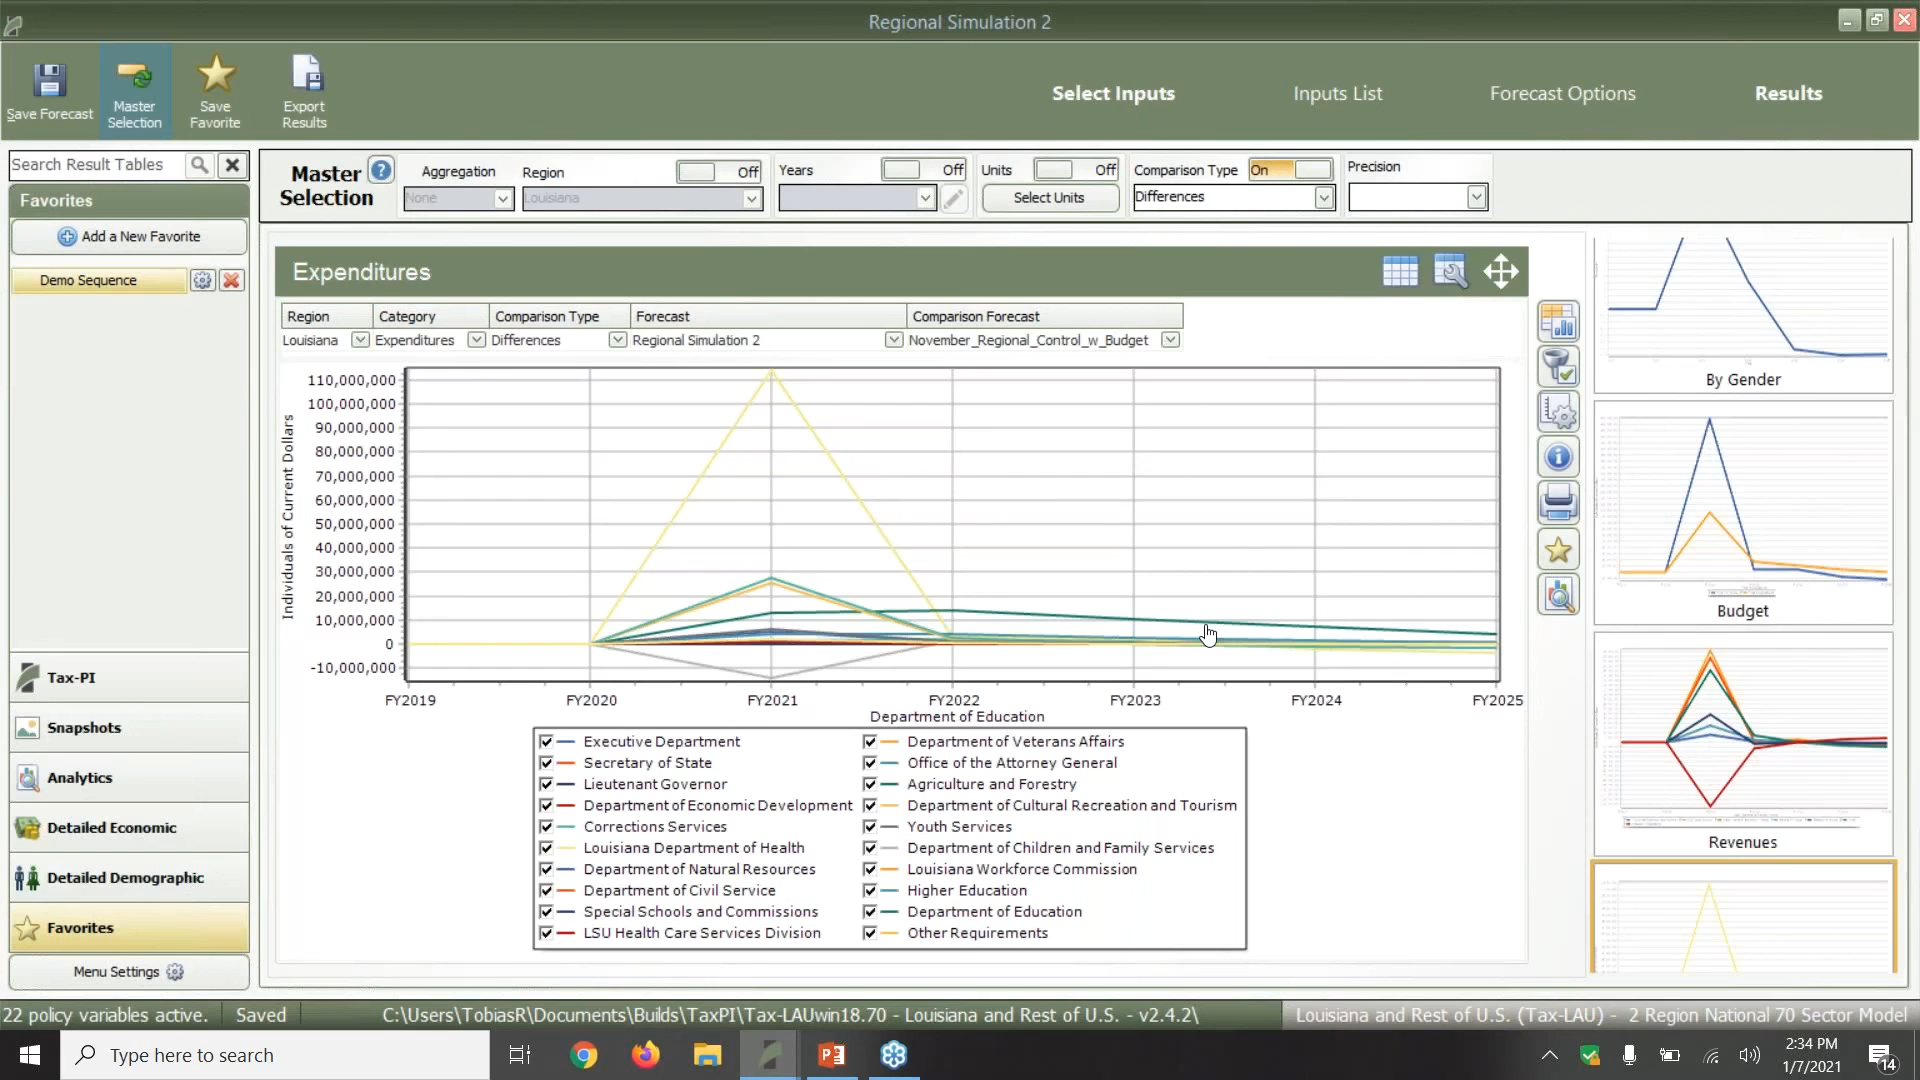 Regional Simulation 2
Save Forecast
Master Selection
Save Favorite
Export Results
Select Inputs
Inputs List
Forecast Options
Results
Search Result Tables
Master Selection
Aggregation
None
Region
Off
Louisiana
Years
Off
Units
Off
Select Units
Comparison Type
On
Differences
Precision
Favorites
Add a New Favorite
Demo Sequence
Expenditures
Region
Category
Comparison Type
Forecast
Comparison Forecast
Louisiana
Expenditures
Differences
Regional Simulation 2
November_Regional_Control_w_Budget
Individuals of Current Dollars
110,000,000
100,000,000
90,000,000
80,000,000
70,000,000
60,000,000
50,000,000
40,000,000
30,000,000
20,000,000
10,000,000
0
-10,000,000
FY2019
FY2020
FY2021
FY2022
FY2023
FY2024
FY2025
Department of Education
Executive Department
Department of Veterans Affairs
Secretary of State
Office of the Attorney General
Lieutenant Governor
Agriculture and Forestry
Department of Economic Development
Department of Cultural Recreation and Tourism
Corrections Services
Youth Services
Louisiana Department of Health
Department of Children and Family Services
Department of Natural Resources
Louisiana Workforce Commission
Department of Civil Service
Higher Education
Special Schools and Commissions
Department of Education
LSU Health Care Services Division
Other Requirements
By Gender
Budget
Revenues
Tax-PI
Snapshots
Analytics
Detailed Economic
Detailed Demographic
Favorites
Menu Settings
22 policy variables active.
Saved
C:\Users\TobiasR\Documents\Builds\TaxPI\Tax-LAUwin18.70 - Louisiana and Rest of U.S. - v2.4.2\
Louisiana and Rest of U.S. (Tax-LAU) - 2 Region National 70 Sector Model
Type here to search
2:34 PM
1/7/2021
14